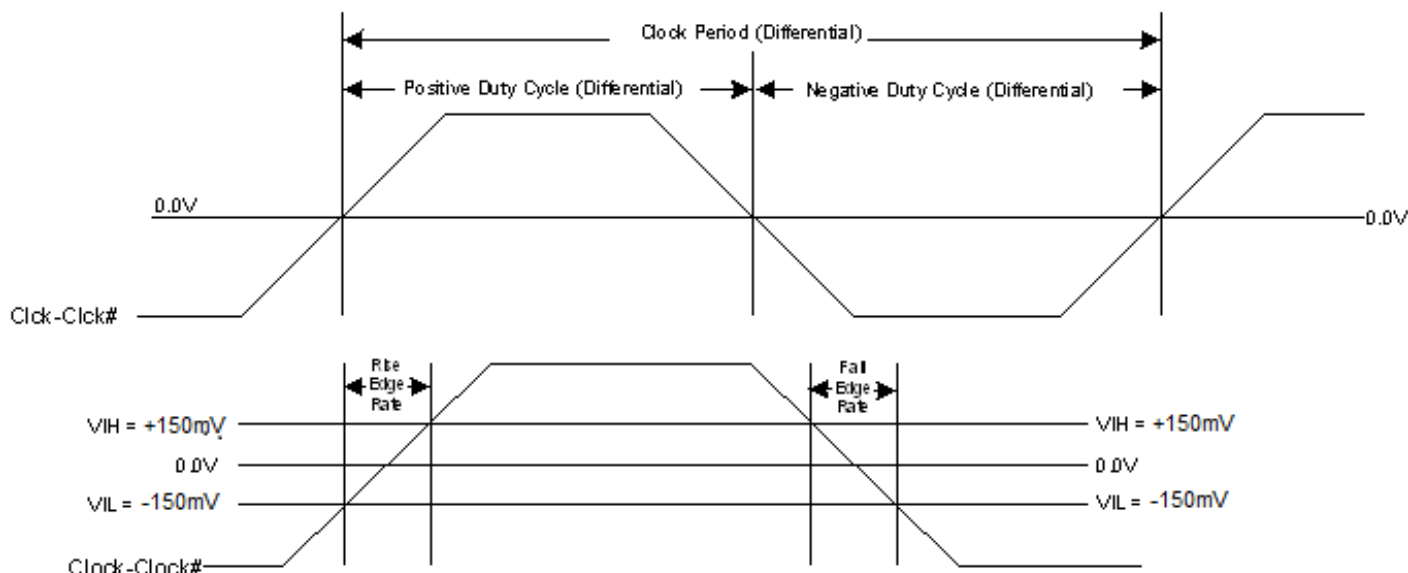 Clock Period (Differential)
Positive Duty Cycle (Differential)
Negative Duty Cycle (Differential)
0.0V
0.0V
Clck-Clck#
Rise
Edge
Rate
Fall
Edge
Rate
VIH = +150mV
VIH = +150mV
0.0V
0.0V
VIL = -150mV
VIL = -150mV
Clock-Clock#